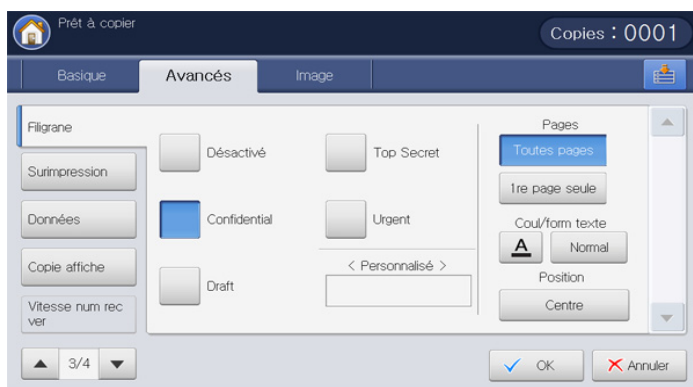 Prêt à copier
Copies : 0001
Basique
Avancés
Image
Filigrane
Surimpression
Données
Copie affiche
Vitesse num rec
ver
3/4
Désactivé
Top Secret
Confidential
Urgent
Draft
< Personnalisé >
Pages
Toutes pages
1re page seule
Coul/form texte
A
Normal
Position
Centre
OK
Annuler